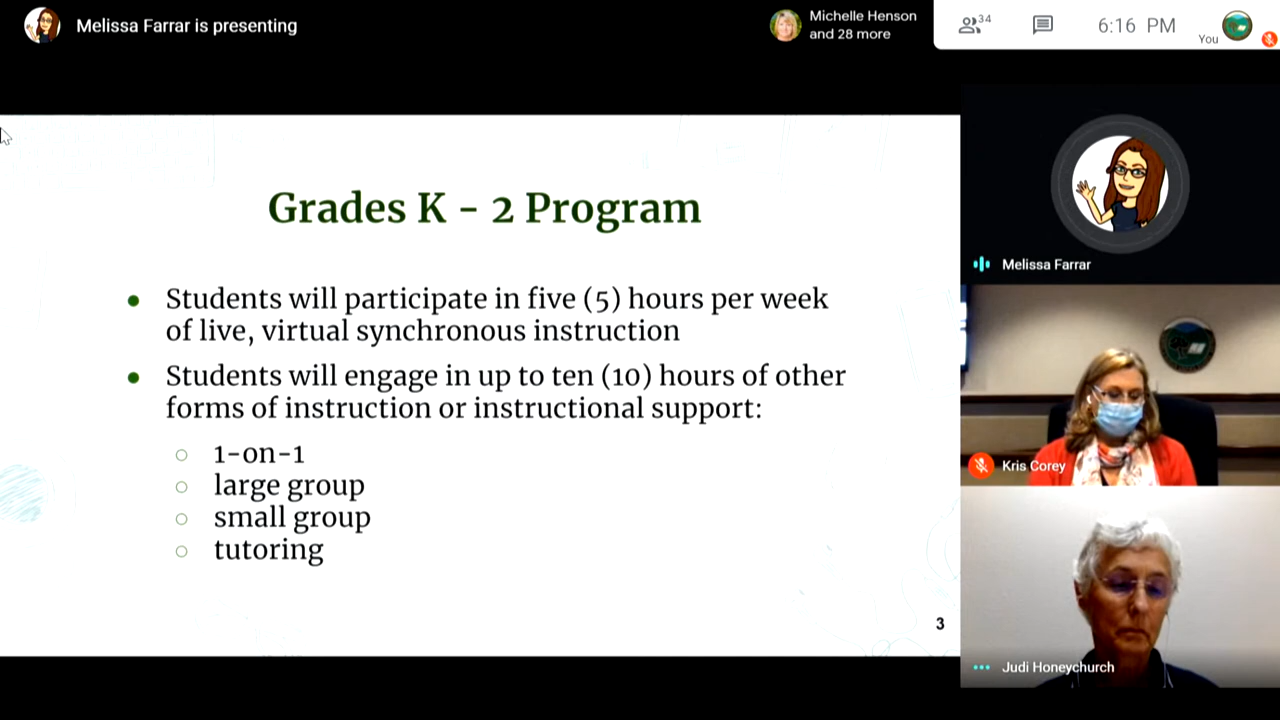 Melissa Farrar is presenting
Michelle Henson
and 28 more
34
6:16 PM
You
Grades K - 2 Program
● Students will participate in five (5) hours per week
of live, virtual synchronous instruction
● Students will engage in up to ten (10) hours of other
forms of instruction or instructional support:
○ 1-on-1
○ large group
○ small group
○ tutoring
3
Melissa Farrar
Kris Corey
Judi Honeychurch